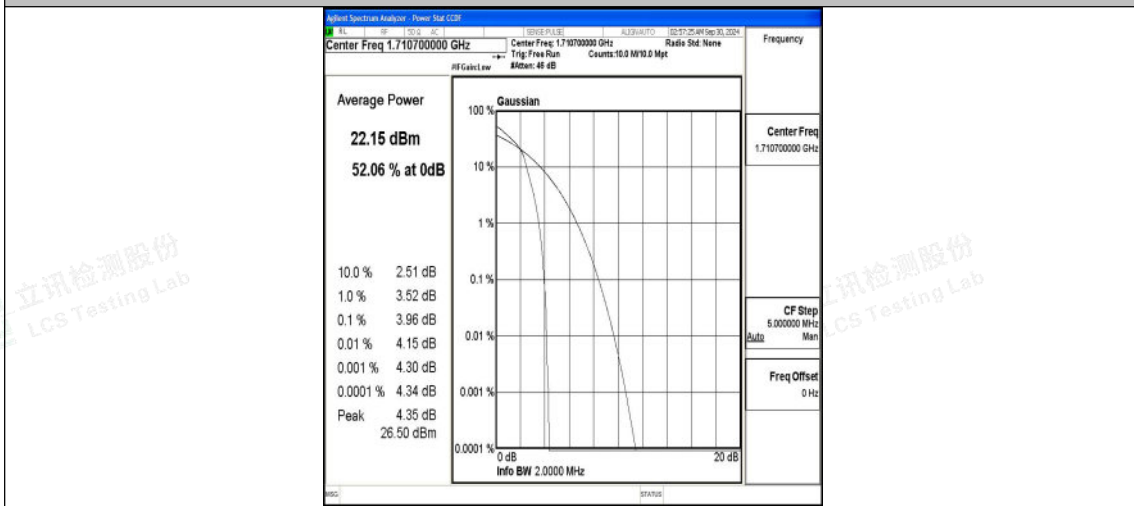 Agilent Spectrum Analyzer - Power Stat CCDF
RL RF 50 Ω AC SENSE:PULSE ALIGN AUTO 02:57:25 AM Sep 30, 2024
Center Freq 1.710700000 GHz
Center Freq: 1.710700000 GHz
Radio Std: None
Trig: Free Run Counts:10.0 M/10.0 Mpt
#IFGain:Low
#Atten: 46 dB
Frequency
Average Power
22.15 dBm
52.06 % at 0dB
10.0 % 2.51 dB
1.0 % 3.52 dB
0.1 % 3.96 dB
0.01 % 4.15 dB
0.001 % 4.30 dB
0.0001 % 4.34 dB
Peak 4.35 dB
26.50 dBm
Gaussian
100 %
10 %
1 %
0.1 %
0.01 %
0.001 %
0.0001 %
0 dB 20 dB
Info BW 2.0000 MHz
Center Freq
1.710700000 GHz
CF Step
5.000000 MHz
Auto Man
Freq Offset
0 Hz
MSG STATUS
立讯检测股份
LCS Testing Lab
立讯检测股份
LCS Testing Lab